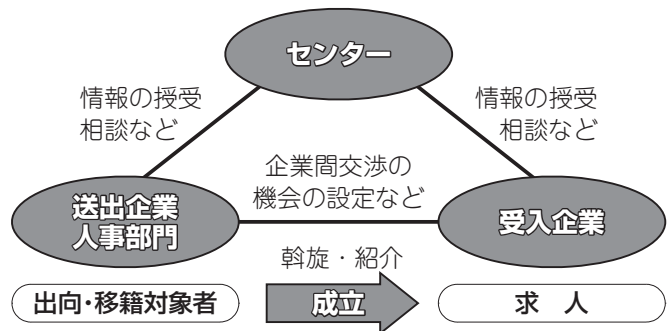 センター
情報の授受
相談など
情報の授受
相談など
企業間交渉の
機会の設定など
送出企業
人事部門
受入企業
斡旋・紹介
出向・移籍対象者
成立
求　人